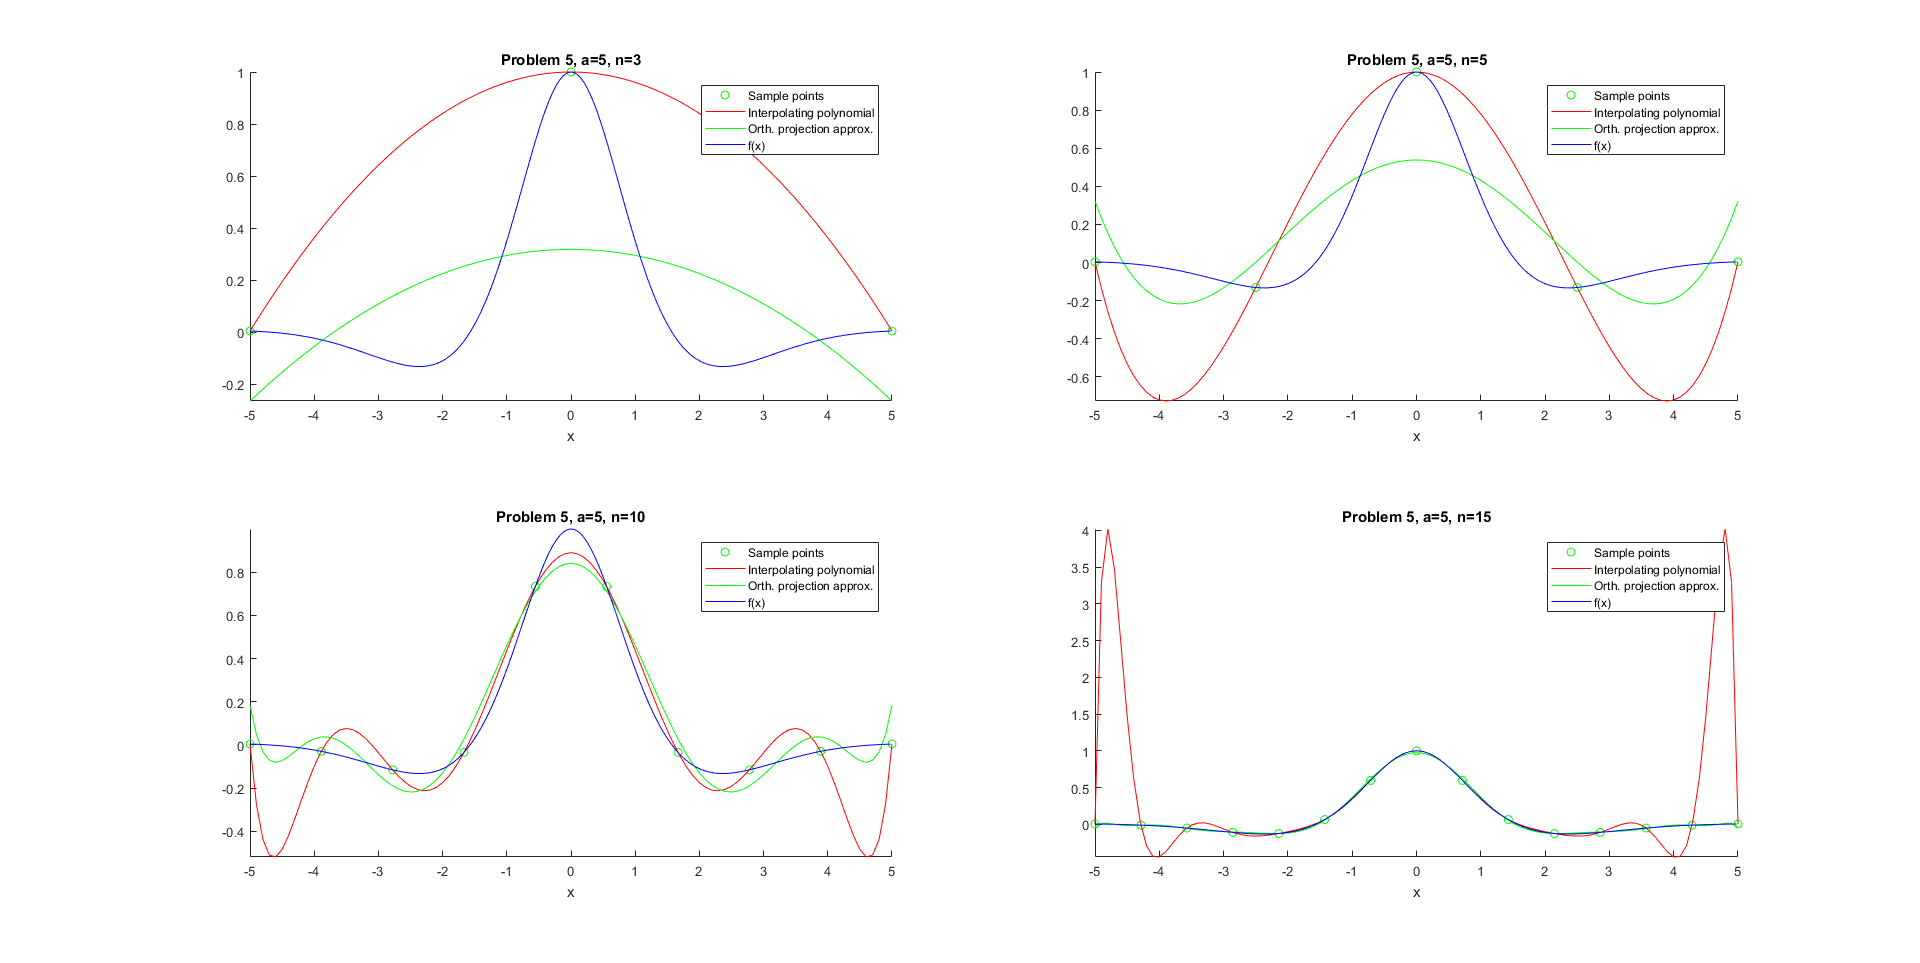 Problem 5, a=5, n=3
1
0.8
0.6
0.4
0.2
0
-0.2
-5 -4 -3 -2 -1 0 1 2 3 4 5
x
Sample points
Interpolating polynomial
Orth. projection approx.
f(x)
Problem 5, a=5, n=5
1
0.8
0.6
0.4
0.2
0
-0.2
-0.4
-0.6
-5 -4 -3 -2 -1 0 1 2 3 4 5
x
Sample points
Interpolating polynomial
Orth. projection approx.
f(x)
Problem 5, a=5, n=10
0.8
0.6
0.4
0.2
0
-0.2
-0.4
-5 -4 -3 -2 -1 0 1 2 3 4 5
x
Sample points
Interpolating polynomial
Orth. projection approx.
f(x)
Problem 5, a=5, n=15
4
3.5
3
2.5
2
1.5
1
0.5
0
-5 -4 -3 -2 -1 0 1 2 3 4 5
x
Sample points
Interpolating polynomial
Orth. projection approx.
f(x)